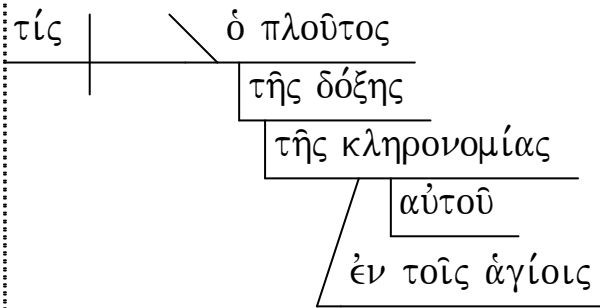 τίς ὁ πλοῦτος
τῆς δόξης
τῆς κληρονομίας
αὐτοῦ
ἐν τοῖς ἁγίοις